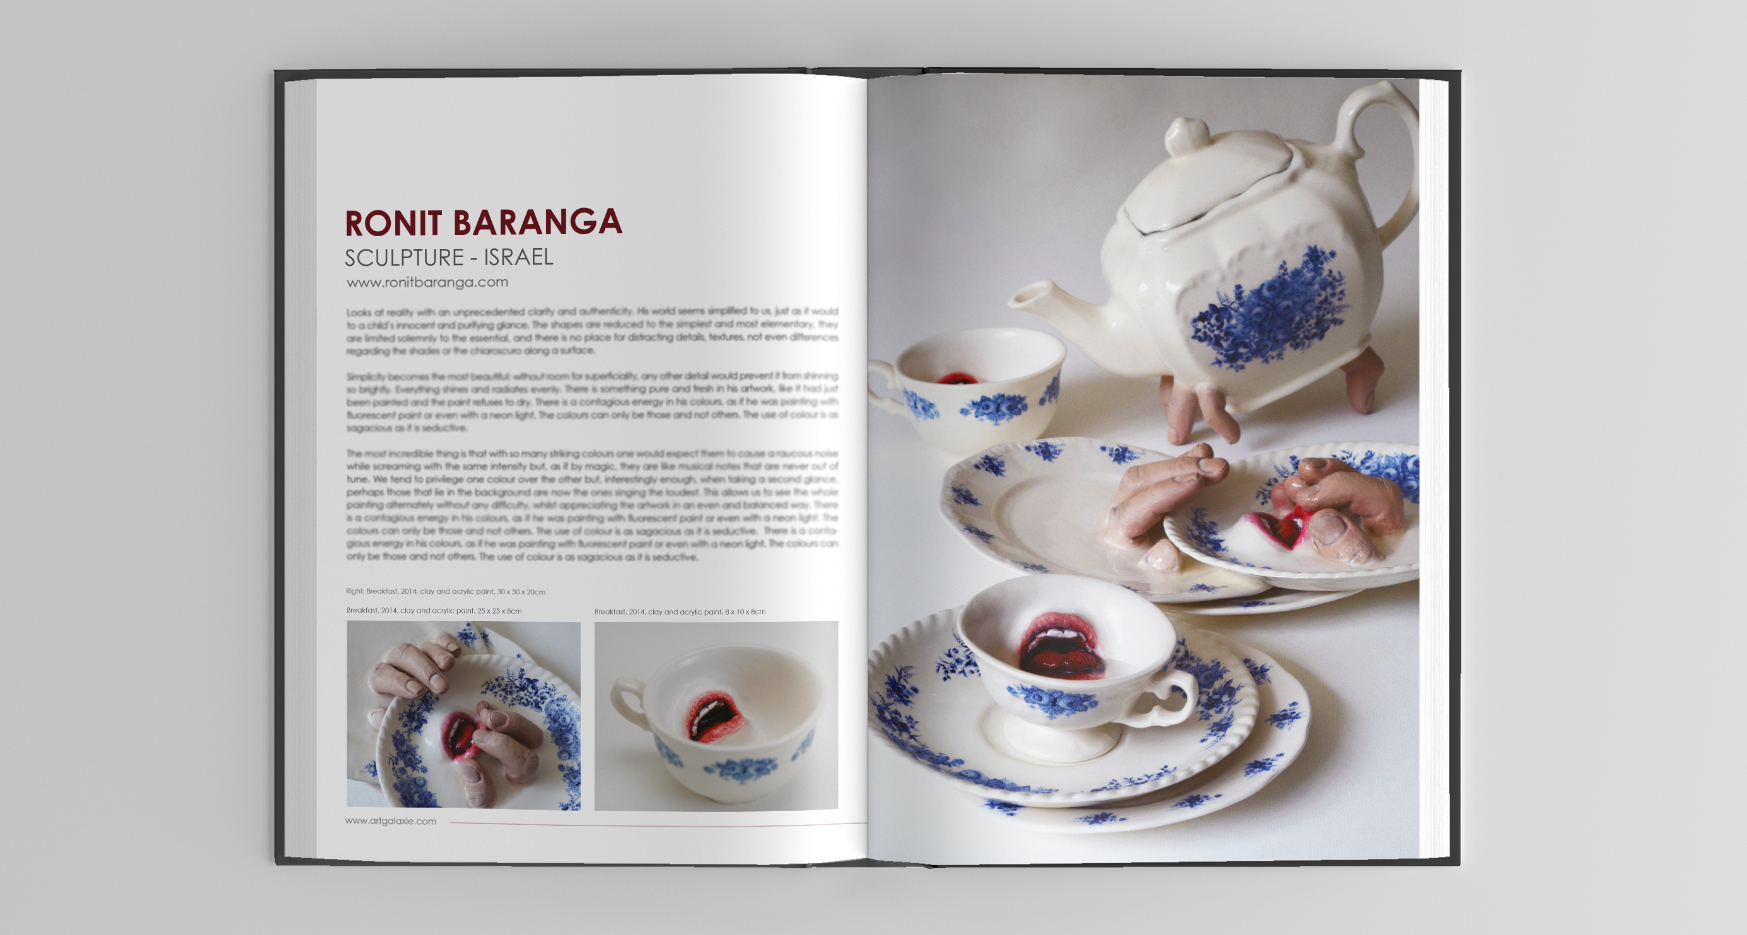 RONIT BARANGA
SCULPTURE - ISRAEL
www.ronitbaranga.com
Looks at reality with an unprecedented clarity and authenticity. His world seems simplified to us, just as it would
to a child's innocent and purifying glance. The shapes are reduced to the simplest and most elementary, they
are limited solemnly to the essential, and there is no place for distracting details, textures, not even differences
regarding the shades or the chiaroscuro along a surface.
Simplicity becomes the most beautiful; without room for superficiality, any other detail would prevent it from shinning
so brightly. Everything shines and radiates evenly. There is something pure and fresh in his artwork, like it had just
been painted and the paint refuses to dry. There is a contagious energy in his colours, as if he was painting with
fluorescent paint or even with a neon light. The colours can only be those and not others. The use of colour is as
sagacious as it is seductive.
The most incredible thing is that with so many striking colours one would expect them to cause a raucous noise
while screaming with the same intensity but, as if by magic, they are like musical notes that are never out of
tune. We tend to privilege one colour over the other but, interestingly enough, when taking a second glance,
perhaps those that lie in the background are now the ones singing the loudest. This allows us to see the whole
painting alternately without any difficulty, whilst appreciating the artwork in an even and balanced way. There
is a contagious energy in his colours, as if he was painting with fluorescent paint or even with a neon light. The
colours can only be those and not others. The use of colour is as sagacious as it is seductive. There is a conta-
gious energy in his colours, as if he was painting with fluorescent paint or even with a neon light. The colours can
only be those and not others. The use of colour is as sagacious as it is seductive.
Right: Breakfast, 2014, clay and acrylic paint, 30 x 50 x 20cm
Breakfast, 2014, clay and acrylic paint, 25 x 25 x 8cm
Breakfast, 2014, clay and acrylic paint, 8 x 10 x 8cm
www.artgalaxie.com